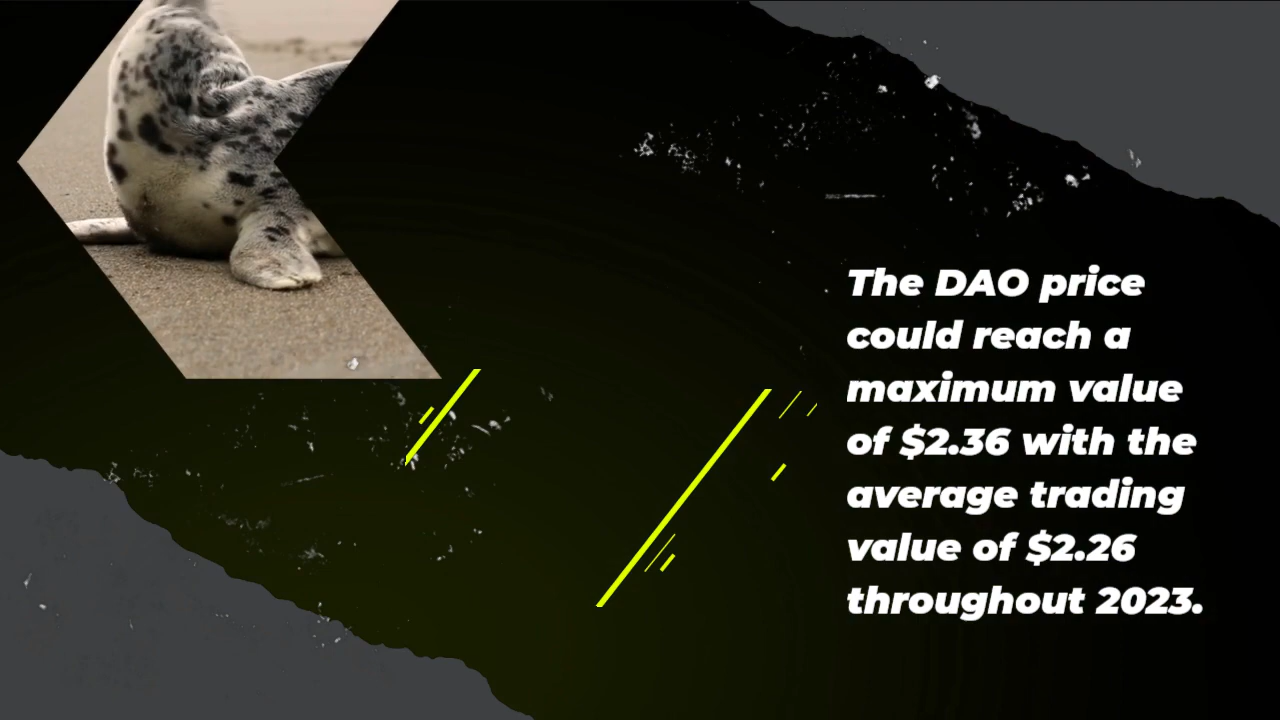 The DAO price
could reach a
maximum value
of $2.36 with the
average trading
value of $2.26
throughout 2023.